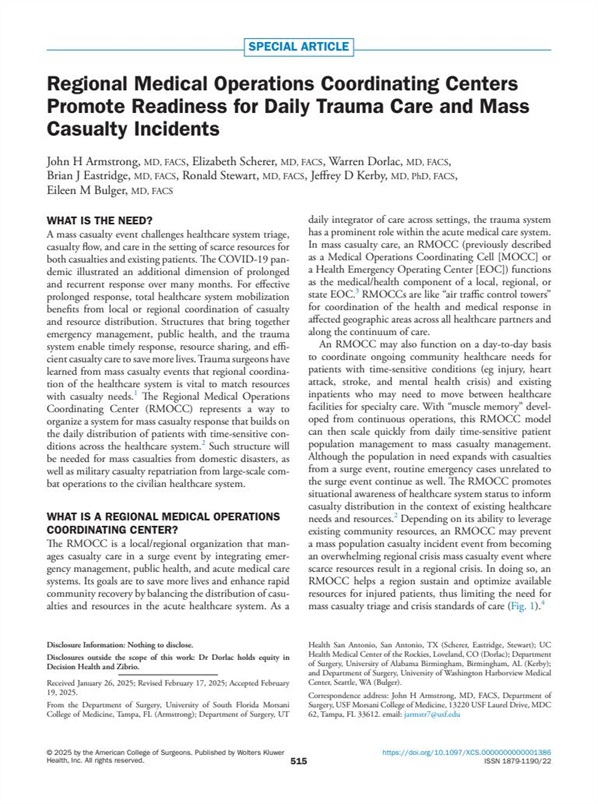 SPECIAL ARTICLE
Regional Medical Operations Coordinating Centers
Promote Readiness for Daily Trauma Care and Mass
Casualty Incidents
John H Armstrong, MD, FACS, Elizabeth Scherer, MD, FACS, Warren Dorlac, MD, FACS,
Brian J Eastridge, MD, FACS, Ronald Stewart, MD, FACS, Jeffrey D Kerby, MD, PhD, FACS,
Eileen M Bulger, MD, FACS
WHAT IS THE NEED?
A mass casualty event challenges healthcare system triage,
casualty flow, and care in the setting of scarce resources for
both casualties and existing patients. The COVID-19 pan-
demic illustrated an additional dimension of prolonged
and recurrent response over many months. For effective
prolonged response, total healthcare system mobilization
benefits from local or regional coordination of casualty
and resource distribution. Structures that bring together
emergency management, public health, and the trauma
system enable timely response, resource sharing, and effi-
cient casualty care to save more lives. Trauma surgeons have
learned from mass casualty events that regional coordina-
tion of the healthcare system is vital to match resources
with casualty needs.1 The Regional Medical Operations
Coordinating Center (RMOCC) represents a way to
organize a system for mass casualty response that builds on
the daily distribution of patients with time-sensitive con-
ditions across the healthcare system.2 Such structure will
be needed for mass casualties from domestic disasters, as
well as military casualty repatriation from large-scale com-
bat operations to the civilian healthcare system.
WHAT IS A REGIONAL MEDICAL OPERATIONS
COORDINATING CENTER?
The RMOCC is a local/regional organization that man-
ages casualty care in a surge event by integrating emer-
gency management, public health, and acute medical care
systems. Its goals are to save more lives and enhance rapid
community recovery by balancing the distribution of casu-
alties and resources in the acute healthcare system. As a
daily integrator of care across settings, the trauma system
has a prominent role within the acute medical care system.
In mass casualty care, an RMOCC (previously described
as a Medical Operations Coordinating Cell [MOCC] or
a Health Emergency Operating Center [EOC]) functions
as the medical/health component of a local, regional, or
state EOC.3 RMOCCs are like “air traffic control towers”
for coordination of the health and medical response in
affected geographic areas across all healthcare partners and
along the continuum of care.
An RMOCC may also function on a day-to-day basis
to coordinate ongoing community healthcare needs for
patients with time-sensitive conditions (eg injury, heart
attack, stroke, and mental health crisis) and existing
inpatients who may need to move between healthcare
facilities for specialty care. With “muscle memory” devel-
oped from continuous operations, this RMOCC model
can then scale quickly from daily time-sensitive patient
population management to mass casualty management.
Although the population in need expands with casualties
from a surge event, routine emergency cases unrelated to
the surge event continue as well. The RMOCC promotes
situational awareness of healthcare system status to inform
casualty distribution in the context of existing healthcare
needs and resources.2 Depending on its ability to leverage
existing community resources, an RMOCC may prevent
a mass population casualty incident event from becoming
an overwhelming regional crisis mass casualty event where
scarce resources result in a regional crisis. In doing so, an
RMOCC helps a region sustain and optimize available
resources for injured patients, thus limiting the need for
mass casualty triage and crisis standards of care (Fig. 1).4
Disclosure Information: Nothing to disclose.
Disclosures outside the scope of this work: Dr Dorlac holds equity in
Decision Health and Zibrio.
Received January 26, 2025; Revised February 17, 2025; Accepted February
19, 2025.
From the Department of Surgery, University of South Florida Morsani
College of Medicine, Tampa, FL (Armstrong); Department of Surgery, UT
Health San Antonio, San Antonio, TX (Scherer, Eastridge, Stewart); UC
Health Medical Center of the Rockies, Loveland, CO (Dorlac); Department
of Surgery, University of Alabama Birmingham, Birmingham, AL (Kerby);
and Department of Surgery, University of Washington Harborview Medical
Center, Seattle, WA (Bulger).
Correspondence address: John H Armstrong, MD, FACS, Department of
Surgery, USF Morsani College of Medicine, 13220 USF Laurel Drive, MDC
62, Tampa, FL 33612. email: jarmstr7@usf.edu
© 2025 by the American College of Surgeons. Published by Wolters Kluwer
Health, Inc. All rights reserved.
515
https://doi.org/10.1097/XCS.0000000000001386
ISSN 1879-1190/22